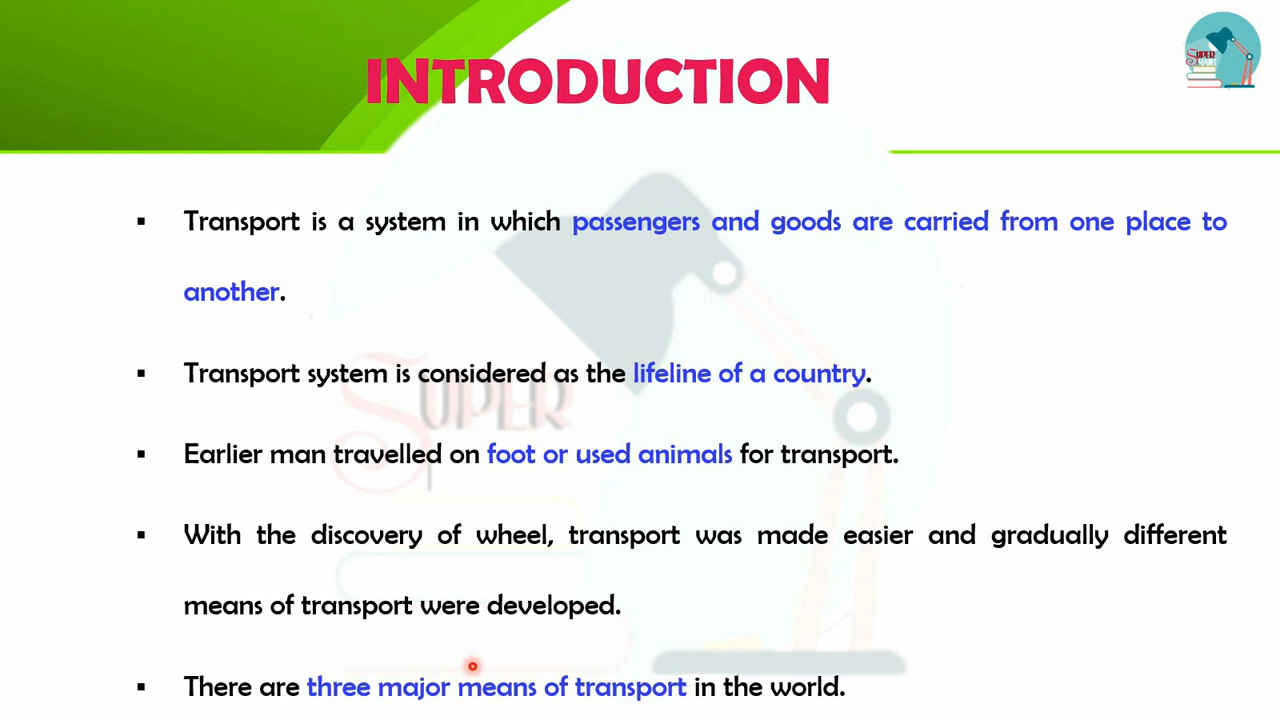 INTRODUCTION
SUPER
▪ Transport is a system in which passengers and goods are carried from one place to
another.
▪ Transport system is considered as the lifeline of a country.
SUPER
▪ Earlier man travelled on foot or used animals for transport.
▪ With the discovery of wheel, transport was made easier and gradually different
means of transport were developed.
▪ There are three major means of transport in the world.